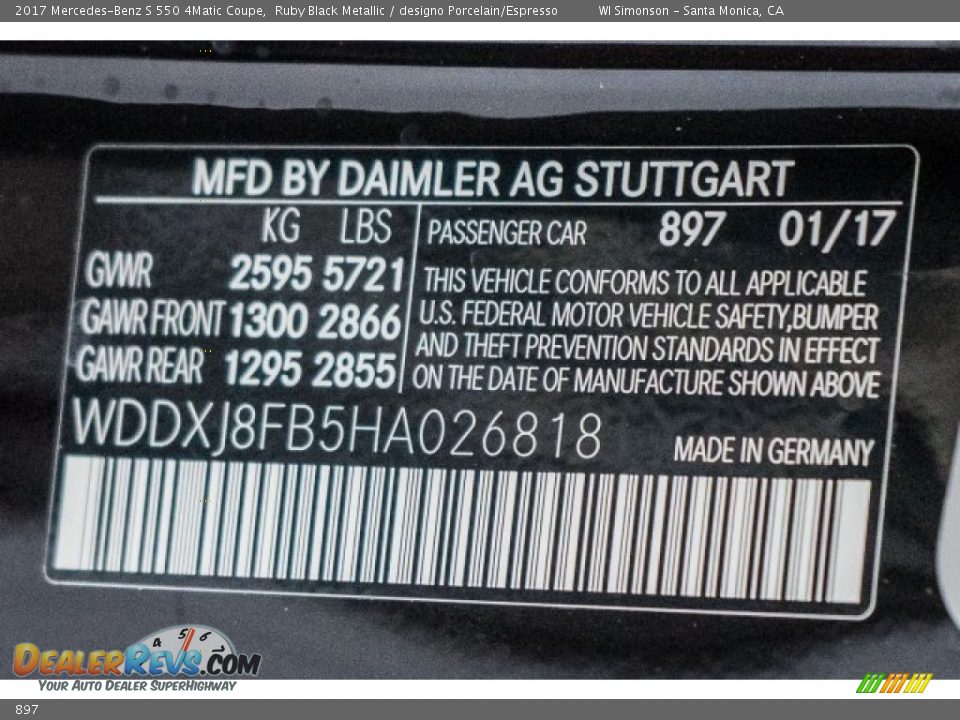 2017 Mercedes-Benz S 550 4Matic Coupe,  Ruby Black Metallic / designo Porcelain/Espresso    WI Simonson - Santa Monica, CA
MFD BY DAIMLER AG STUTTGART
KG LBS
GVWR 2595 5721
GAWR FRONT 1300 2866
GAWR REAR 1295 2855
PASSENGER CAR 897 01/17
THIS VEHICLE CONFORMS TO ALL APPLICABLE
U.S. FEDERAL MOTOR VEHICLE SAFETY,BUMPER
AND THEFT PREVENTION STANDARDS IN EFFECT
ON THE DATE OF MANUFACTURE SHOWN ABOVE
WDDXJ8FB5HA026818
MADE IN GERMANY
4 5 6
DEALERREVS.COM
YOUR AUTO DEALER SUPERHIGHWAY
897